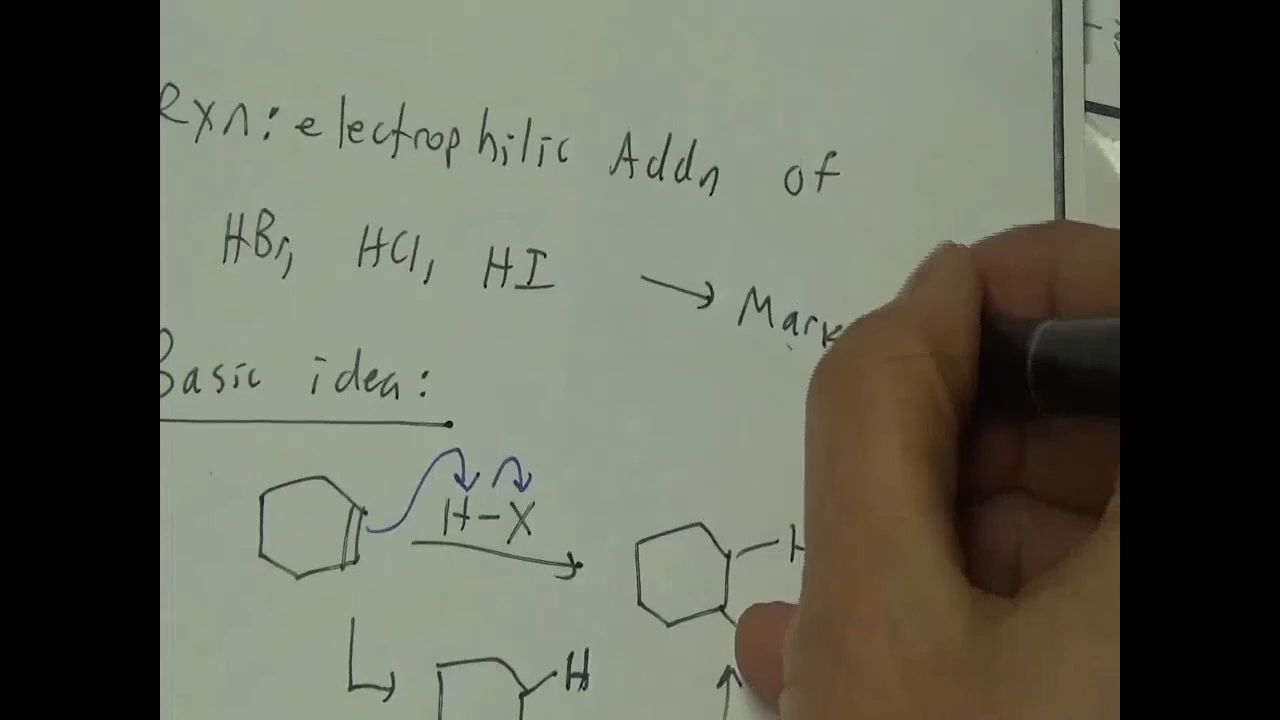 Rxn: electrophilic Addn of
HBr, HCl, HI → Mark
Basic idea:
H-X
H
H